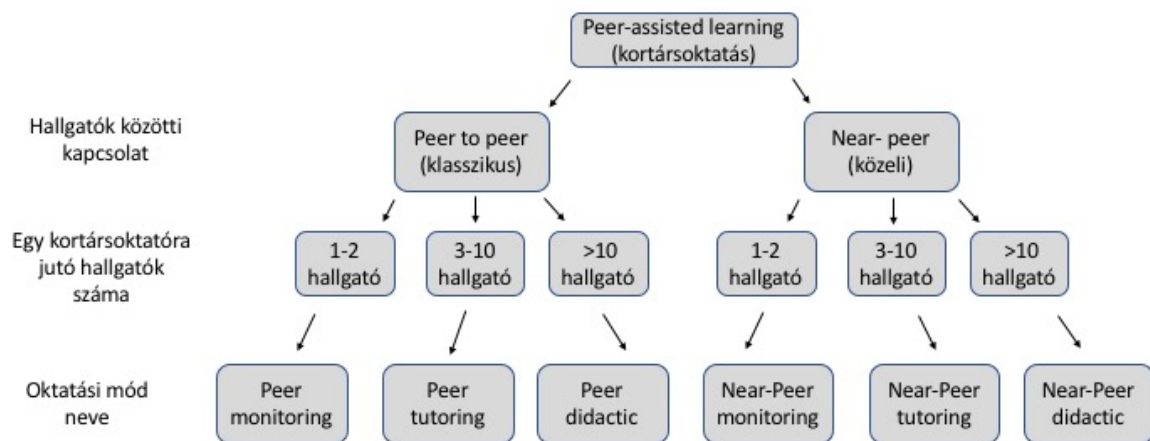 Peer-assisted learning
(kortársoktatás)
Hallgatók közötti
kapcsolat
Peer to peer
(klasszikus)
Near- peer
(közeli)
Egy kortársoktatóra
jutó hallgatók
száma
1-2
hallgató
3-10
hallgató
>10
hallgató
1-2
hallgató
3-10
hallgató
>10
hallgató
Oktatási mód
neve
Peer
monitoring
Peer
tutoring
Peer
didactic
Near-Peer
monitoring
Near-Peer
tutoring
Near-Peer
didactic